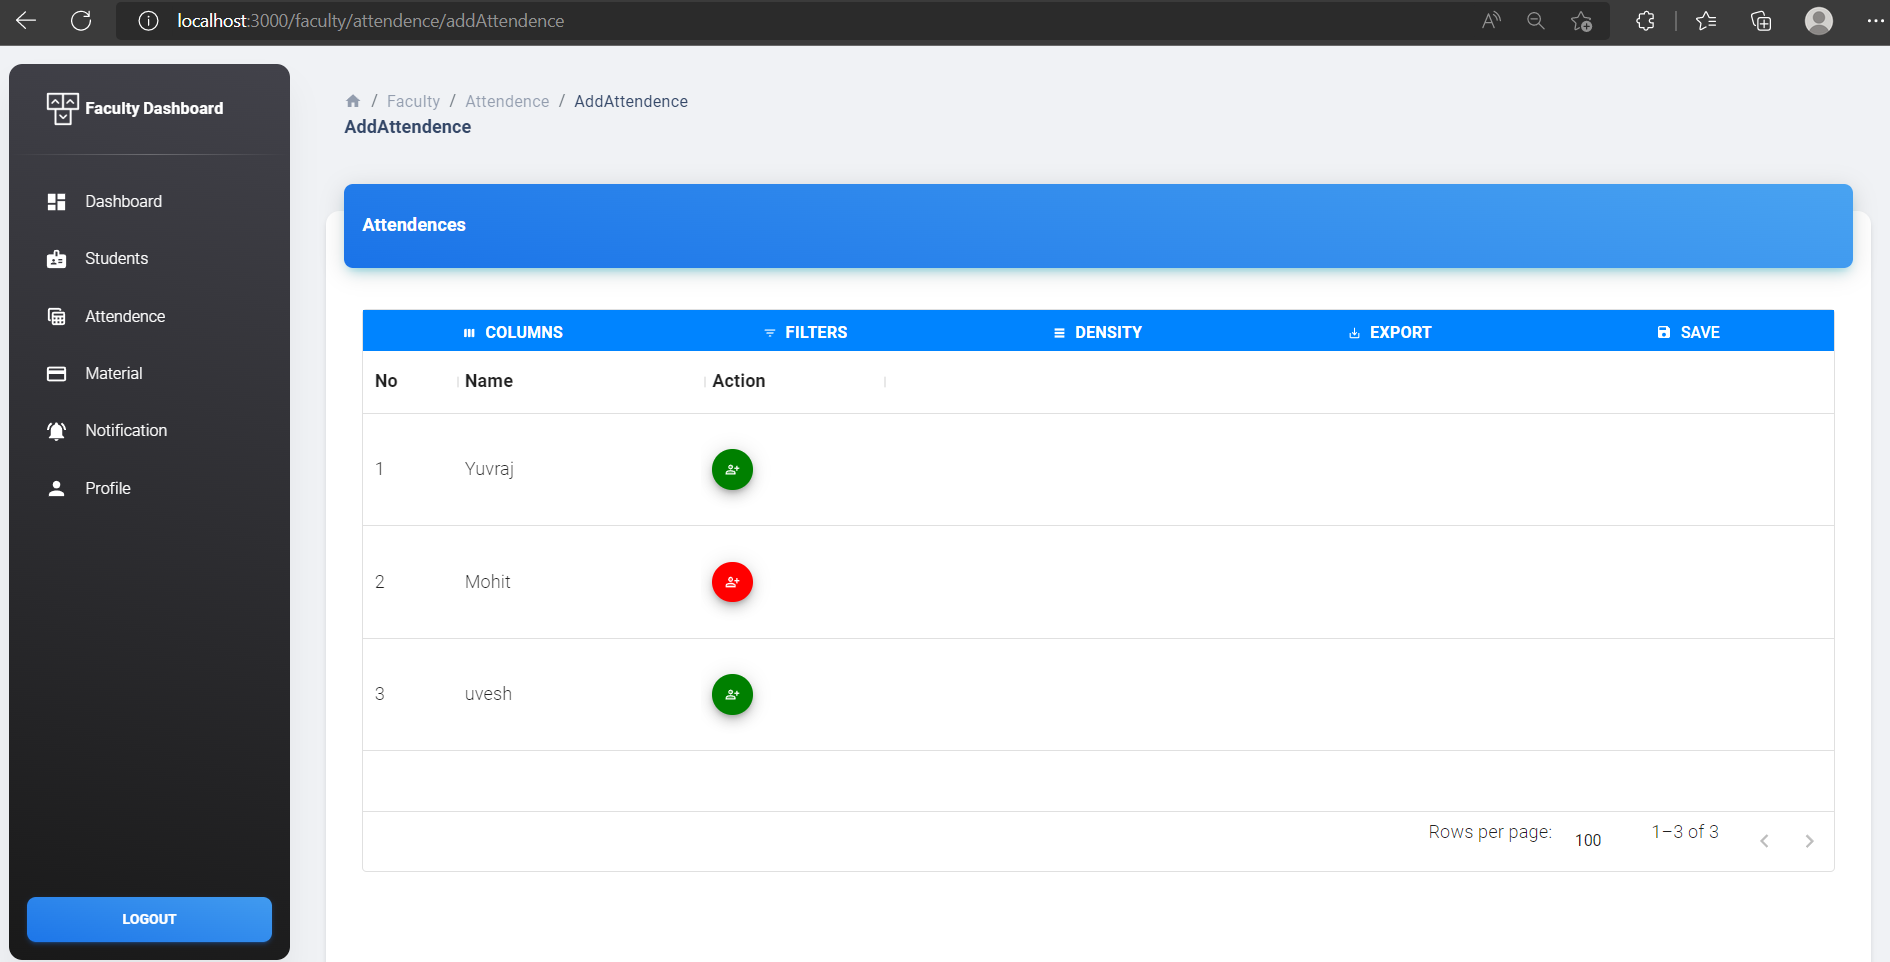 localhost:3000/faculty/attendence/addAttendence
Faculty Dashboard
Dashboard
Students
Attendence
Material
Notification
Profile
LOGOUT
/ Faculty / Attendence / AddAttendence
AddAttendence
Attendences
COLUMNS FILTERS DENSITY EXPORT SAVE
No Name Action
1 Yuvraj
2 Mohit
3 uvesh
Rows per page: 100 1–3 of 3